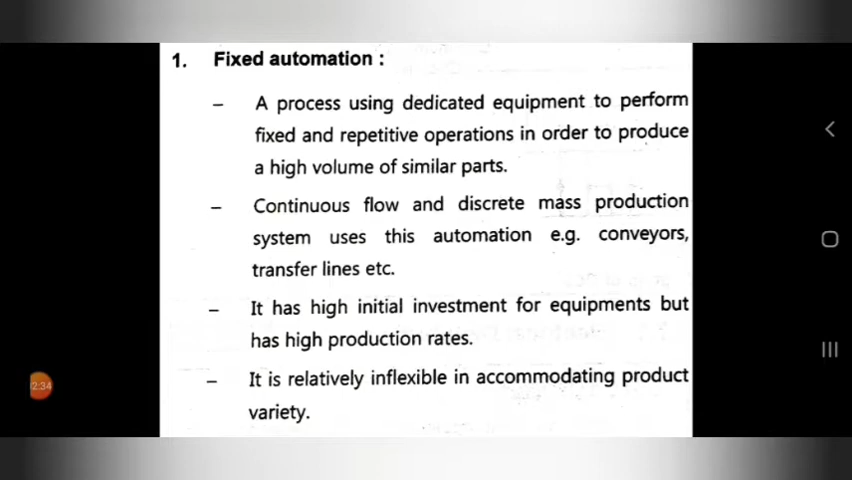 1. Fixed automation :
– A process using dedicated equipment to perform
fixed and repetitive operations in order to produce
a high volume of similar parts.
– Continuous flow and discrete mass production
system uses this automation e.g. conveyors,
transfer lines etc.
– It has high initial investment for equipments but
has high production rates.
– It is relatively inflexible in accommodating product
variety.
2:34